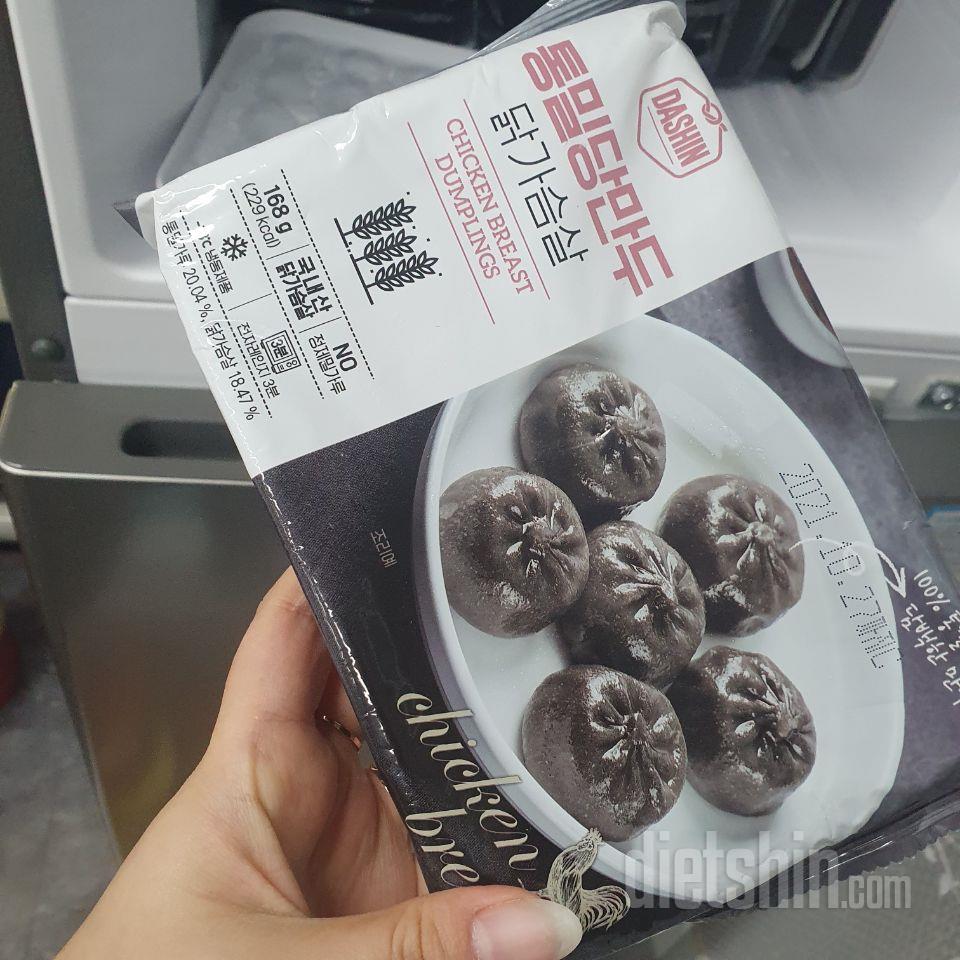 DASHIN
통밀당만두
닭가슴살
CHICKEN BREAST
DUMPLINGS
168 g
(229 kcal)
국내산
닭가슴살
NO
정제밀가루
냉동제품
전자레인지 3분
3분
통밀가루 20.04 %, 닭가슴살 18.47 %
조리예
2021.10.27까지
100%
chicken
bre
dietshin.com